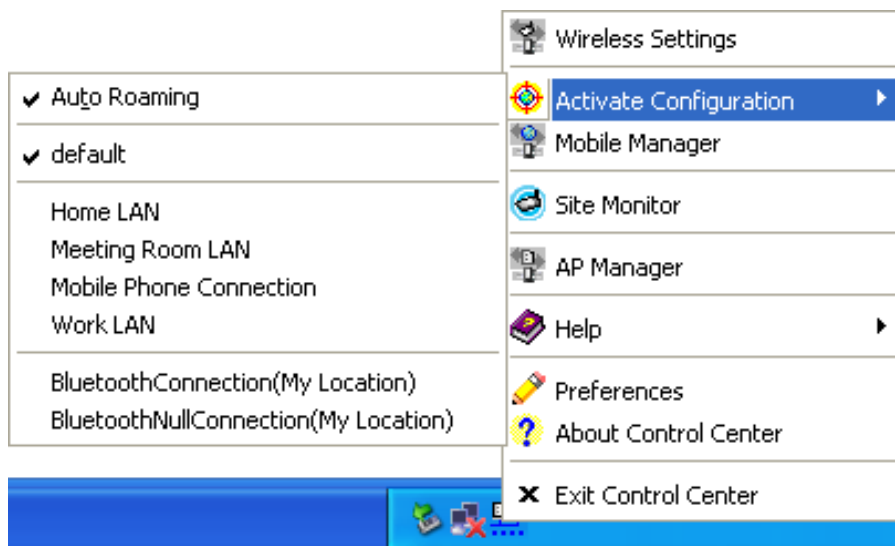 Auto Roaming
default
Home LAN
Meeting Room LAN
Mobile Phone Connection
Work LAN
BluetoothConnection(My Location)
BluetoothNullConnection(My Location)
Wireless Settings
Activate Configuration
Mobile Manager
Site Monitor
AP Manager
Help
Preferences
About Control Center
Exit Control Center